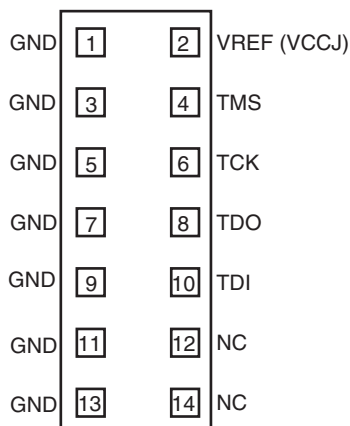 GND 1 2 VREF (VCCJ)
GND 3 4 TMS
GND 5 6 TCK
GND 7 8 TDO
GND 9 10 TDI
GND 11 12 NC
GND 13 14 NC